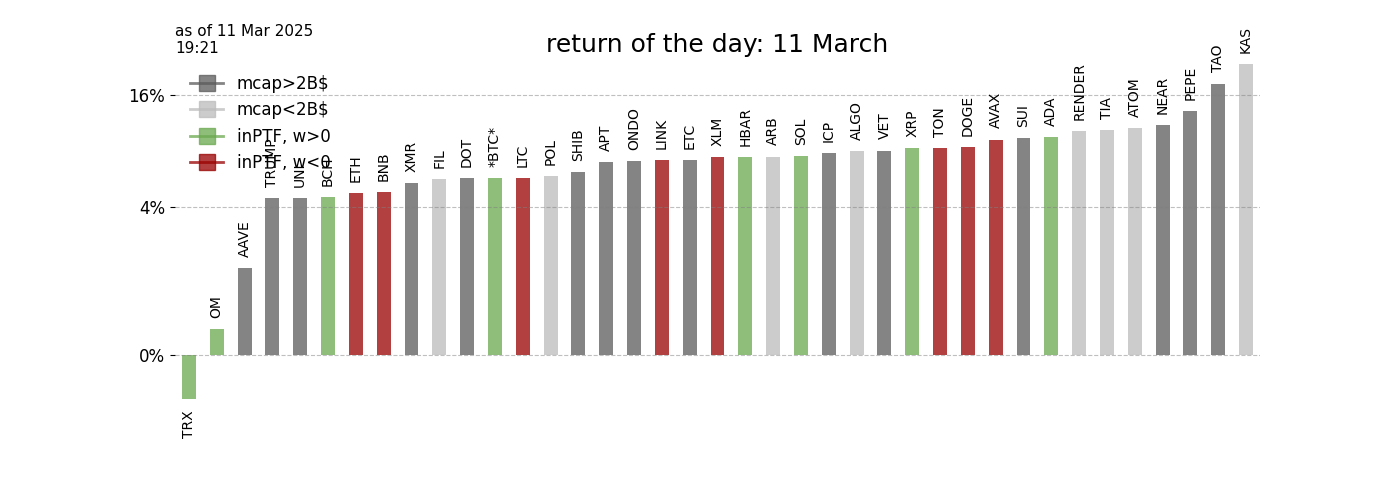 as of 11 Mar 2025
19:21
return of the day: 11 March
mcap>2B$
mcap<2B$
inPTF, w>0
inPTF, w<0
16%
4%
0%
TRX
OM
AAVE
TRUMP
UNI
BCH
ETH
BNB
XMR
FIL
DOT
*BTC*
LTC
POL
SHIB
APT
ONDO
LINK
ETC
XLM
HBAR
ARB
SOL
ICP
ALGO
VET
XRP
TON
DOGE
AVAX
SUI
ADA
RENDER
TIA
ATOM
NEAR
PEPE
TAO
KAS